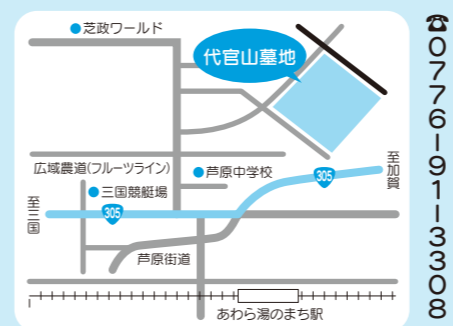 芝政ワールド
代官山墓地
広域農道(フルーツライン)
芦原中学校
三国競艇場
至三国
305
305
至加賀
芦原街道
あわら湯のまち駅
☎0776-91-3308